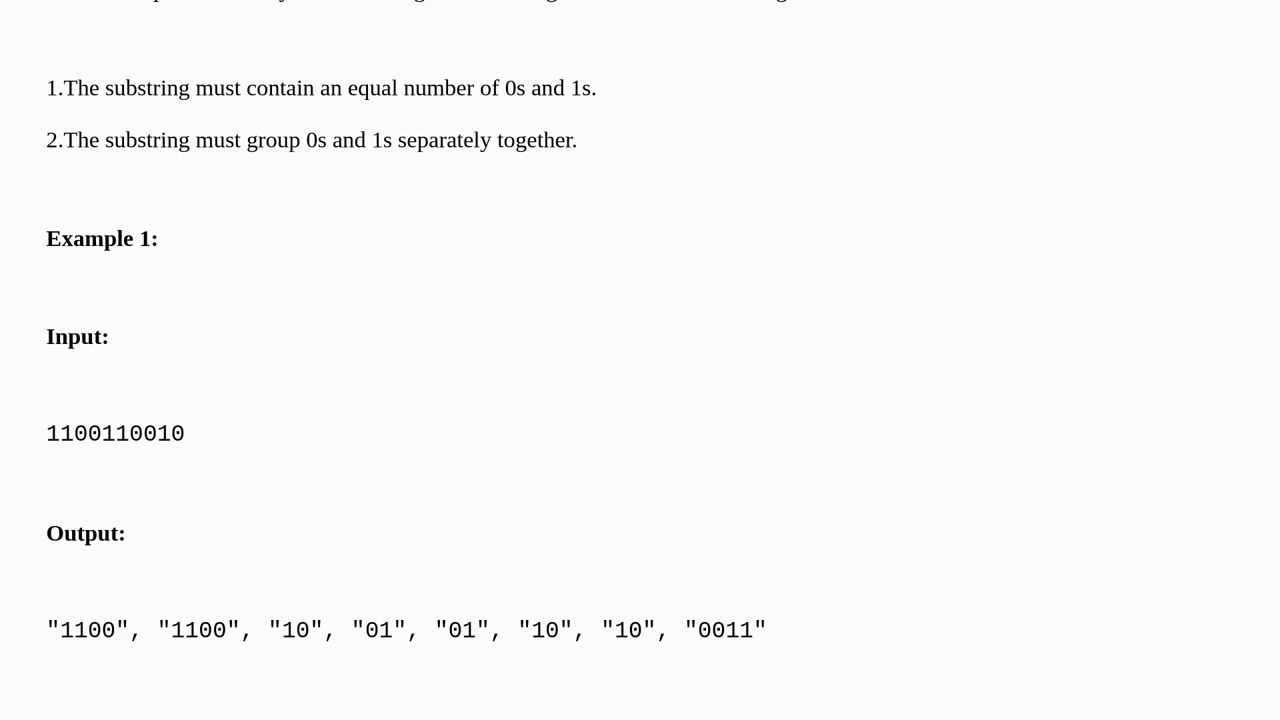 1.The substring must contain an equal number of 0s and 1s.
2.The substring must group 0s and 1s separately together.
Example 1:
Input:
1100110010
Output:
"1100", "1100", "10", "01", "01", "10", "10", "0011"